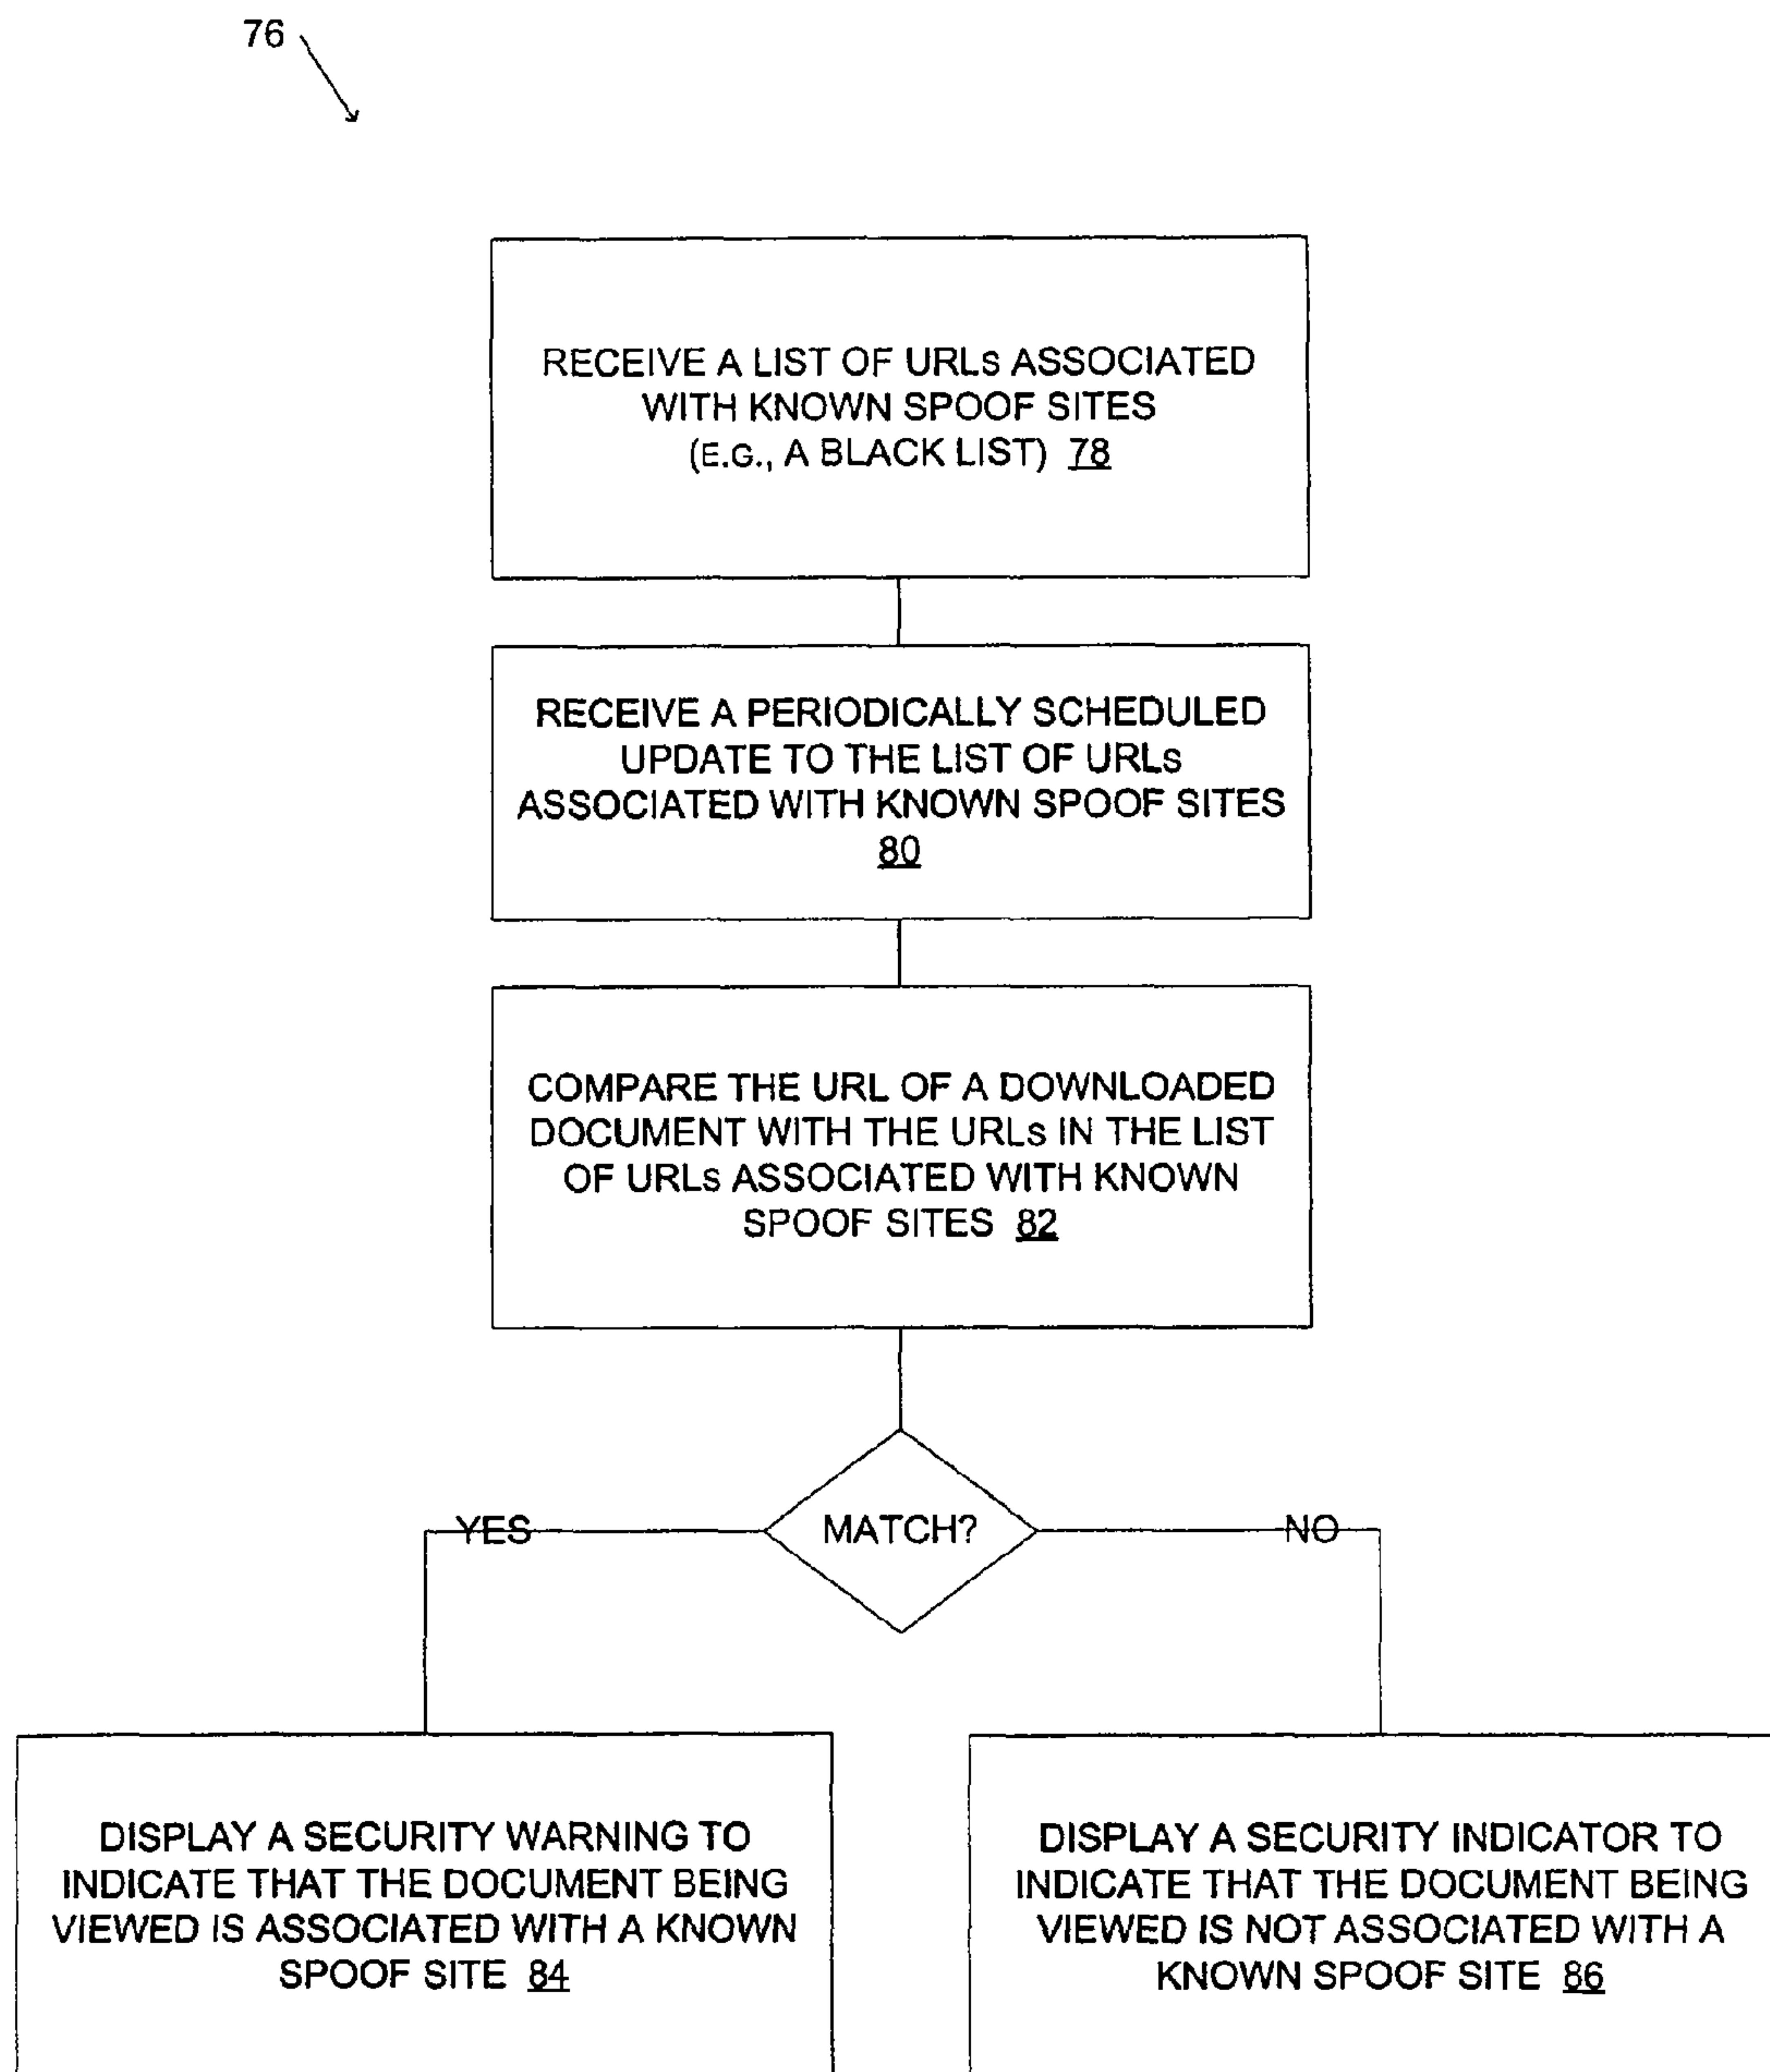 76
RECEIVE A LIST OF URLs ASSOCIATED
WITH KNOWN SPOOF SITES
(E.G., A BLACK LIST) 78
RECEIVE A PERIODICALLY SCHEDULED
UPDATE TO THE LIST OF URLs
ASSOCIATED WITH KNOWN SPOOF SITES
80
COMPARE THE URL OF A DOWNLOADED
DOCUMENT WITH THE URLs IN THE LIST
OF URLs ASSOCIATED WITH KNOWN
SPOOF SITES 82
YES
MATCH?
NO
DISPLAY A SECURITY WARNING TO
INDICATE THAT THE DOCUMENT BEING
VIEWED IS ASSOCIATED WITH A KNOWN
SPOOF SITE 84
DISPLAY A SECURITY INDICATOR TO
INDICATE THAT THE DOCUMENT BEING
VIEWED IS NOT ASSOCIATED WITH A
KNOWN SPOOF SITE 86